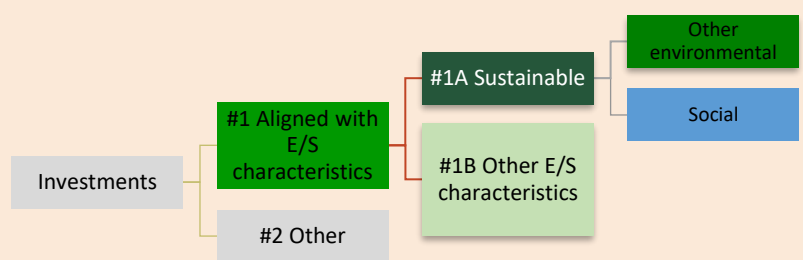 Investments
#1 Aligned with
E/S
characteristics
#2 Other
#1A Sustainable
#1B Other E/S
characteristics
Other
environmental
Social